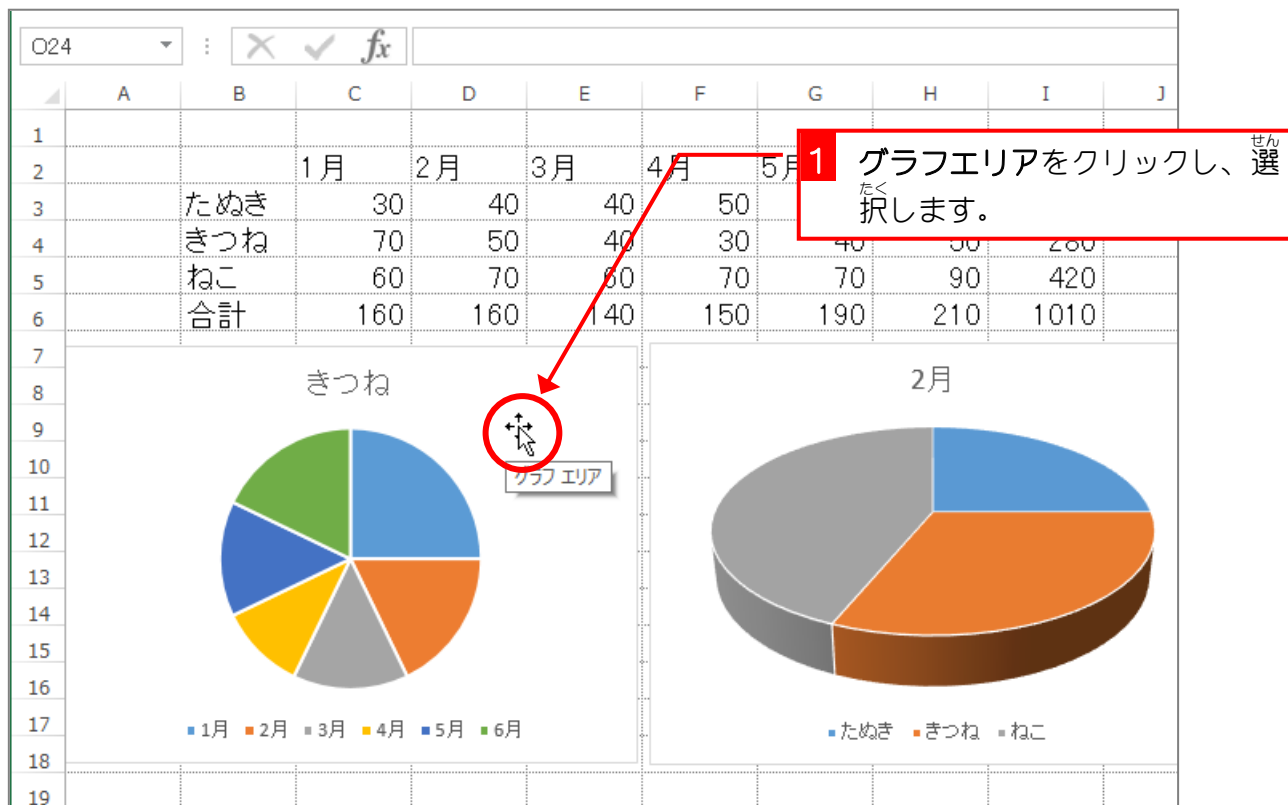 O24 fx
A B C D E F G H I J
1
2 1月 2月 3月 4月 5月
3 たぬき 30 40 40 50
4 きつね 70 50 40 30 40 50 280
5 ねこ 60 70 60 70 70 90 420
6 合計 160 160 140 150 190 210 1010
1 グラフエリアをクリックし、選せん
択たくします。
7
8
9
10
11
12
13
14
15
16
17
18
19
きつね
グラフ エリア
1月 2月 3月 4月 5月 6月
2月
たぬき きつね ねこ